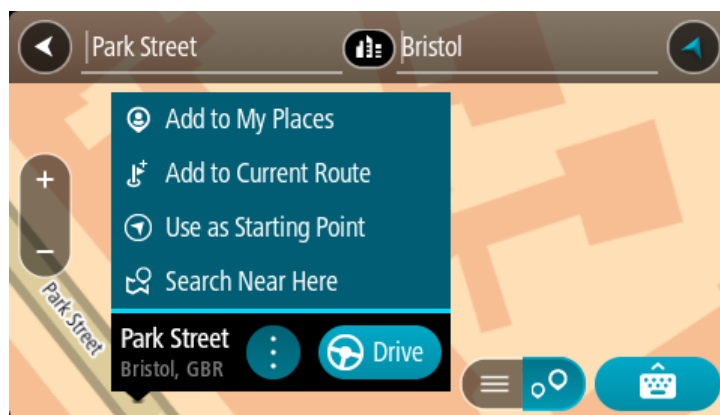 Park Street
Bristol
Add to My Places
Add to Current Route
Use as Starting Point
Search Near Here
+
−
Park Street
Park Street
Bristol, GBR
Drive